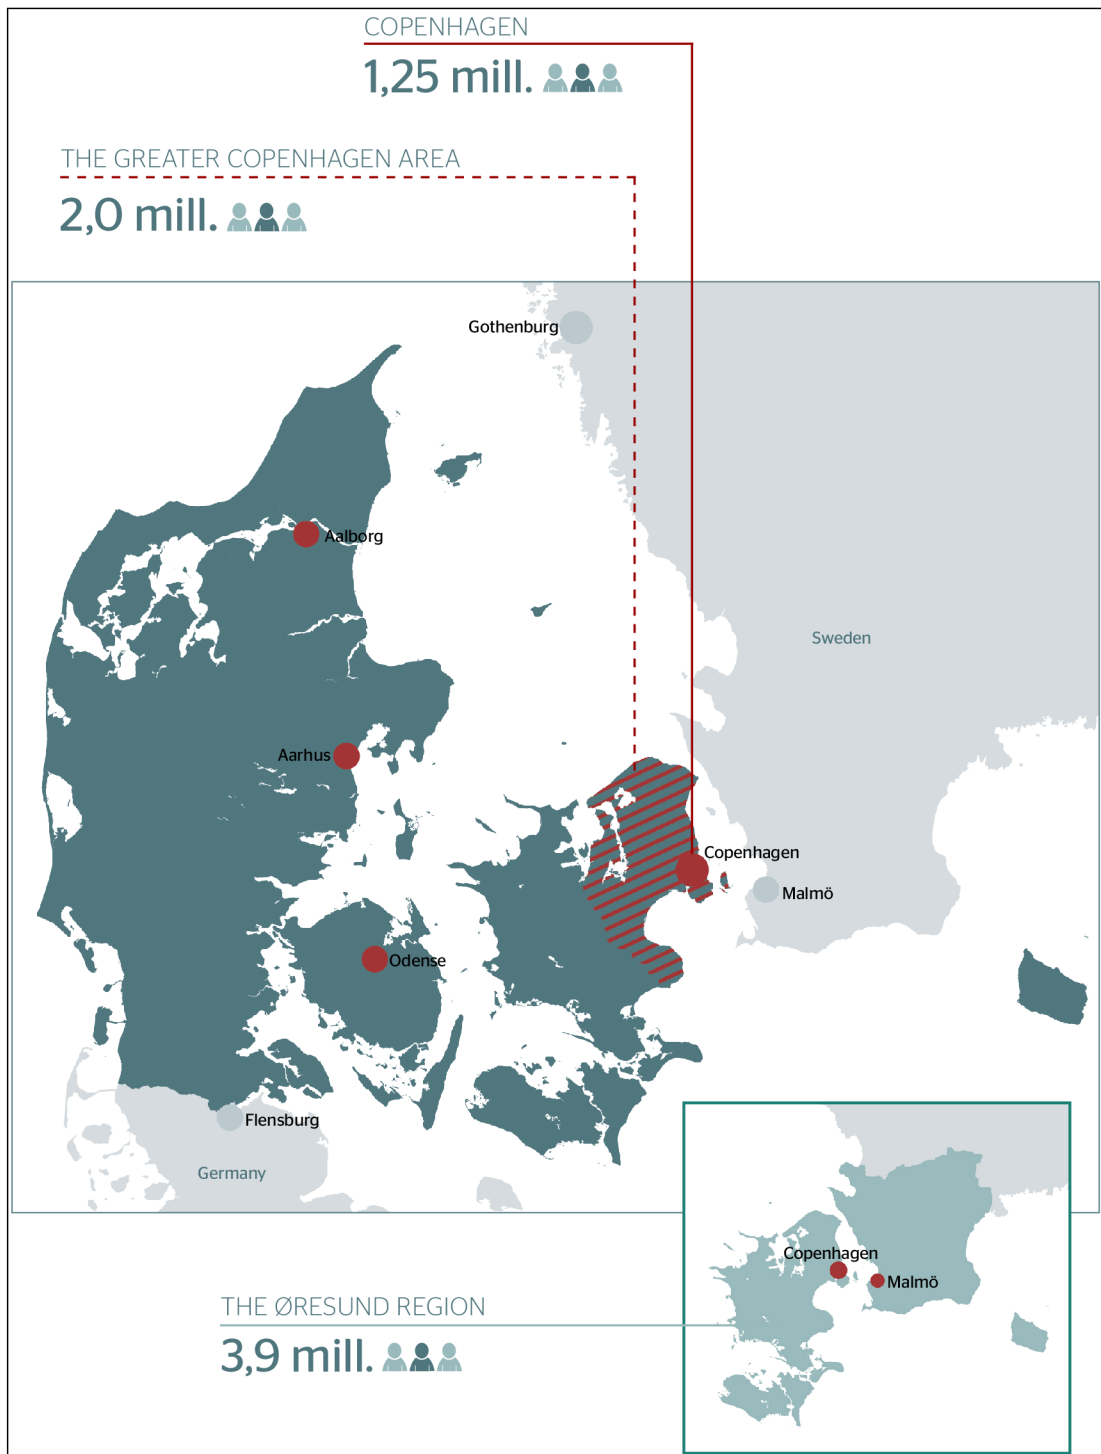 COPENHAGEN
1,25 mill.
THE GREATER COPENHAGEN AREA
2,0 mill.
Gothenburg
Aalborg
Sweden
Aarhus
Copenhagen
Malmö
Odense
Flensburg
Germany
Copenhagen
Malmö
THE ØRESUND REGION
3,9 mill.